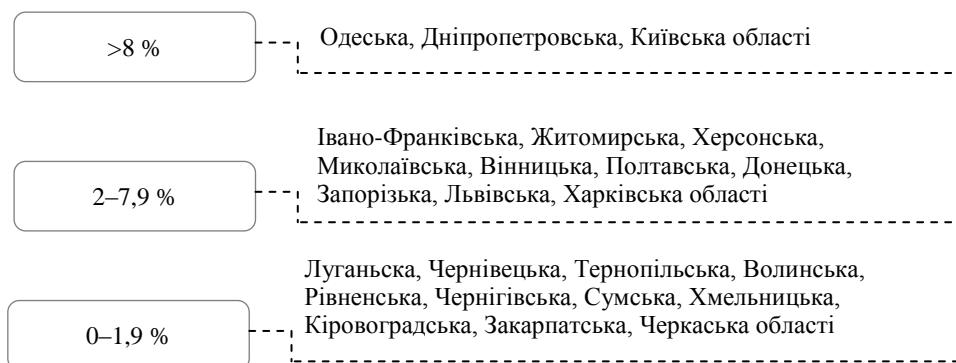 >8 %
Одеська, Дніпропетровська, Київська області
Івано-Франківська, Житомирська, Херсонська,
Миколаївська, Вінницька, Полтавська, Донецька,
Запорізька, Львівська, Харківська області
2–7,9 %
Луганьска, Чернівецька, Тернопільська, Волинська,
Рівненська, Чернігівська, Сумська, Хмельницька,
Кіровоградська, Закарпатська, Черкаська області
0–1,9 %